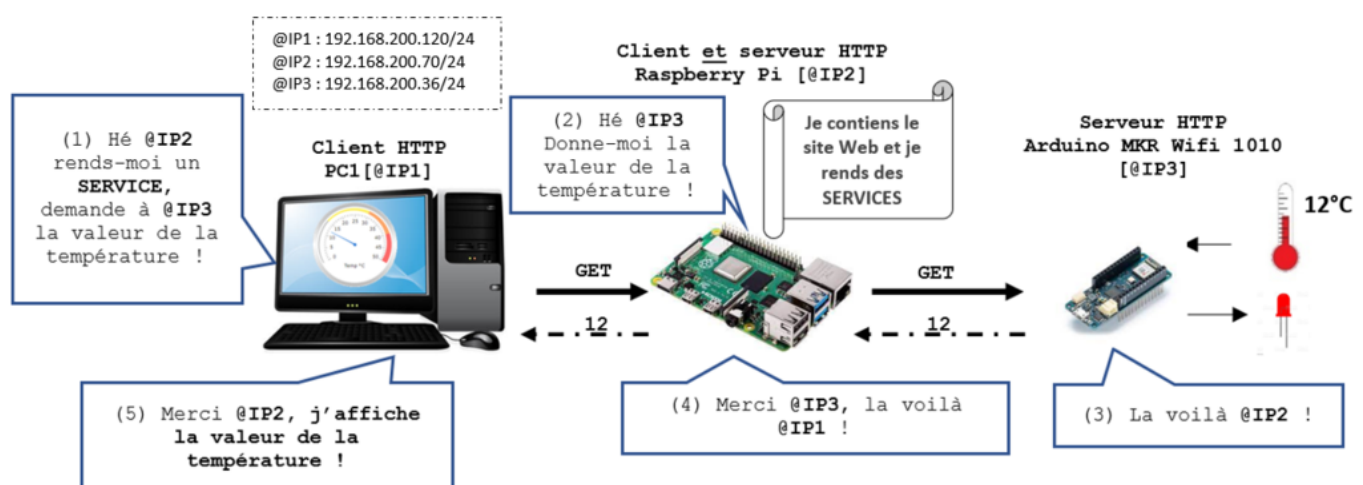 @IP1 : 192.168.200.120/24
@IP2 : 192.168.200.70/24
@IP3 : 192.168.200.36/24
Client et serveur HTTP
Raspberry Pi [@IP2]
(1) Hé @IP2
rends-moi un
SERVICE,
demande à @IP3
la valeur de la
température !
Client HTTP
PC1[@IP1]
(2) Hé @IP3
Donne-moi la
valeur de la
température !
Je contiens le
site Web et je
rends des
SERVICES
Serveur HTTP
Arduino MKR Wifi 1010
[@IP3]
12°C
Temp °C
GET
12
GET
12
(5) Merci @IP2, j'affiche
la valeur de la
température !
(4) Merci @IP3, la voilà
@IP1 !
(3) La voilà @IP2 !